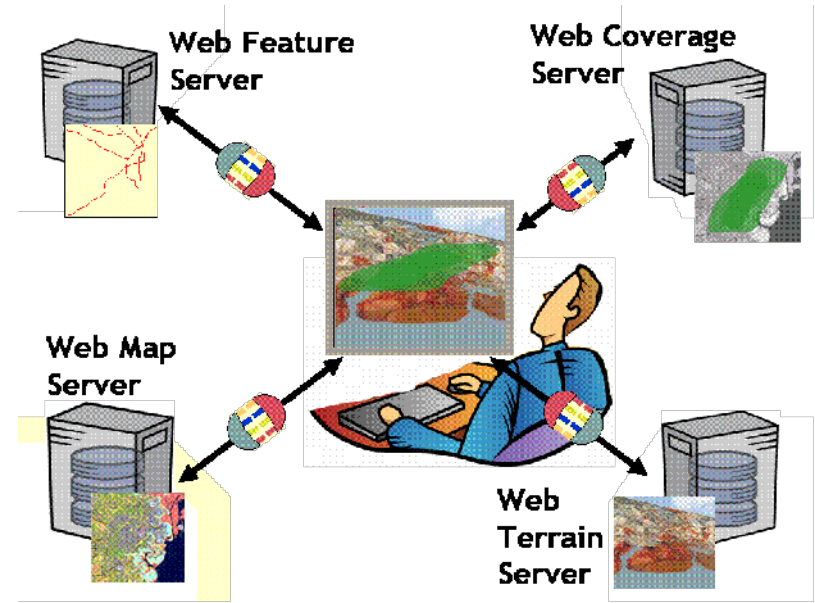 Web Feature
Server
Web Coverage
Server
Web Map
Server
Web
Terrain
Server